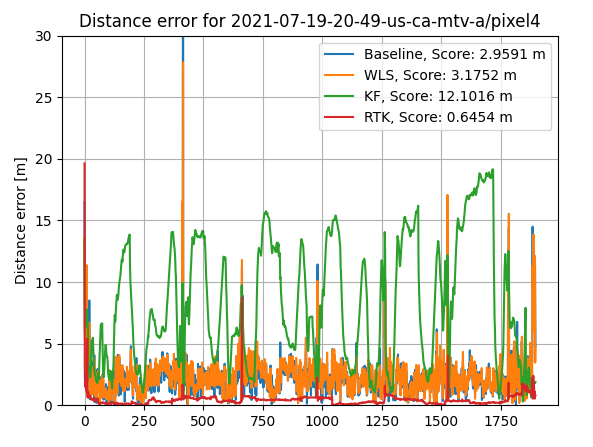 Distance error for 2021-07-19-20-49-us-ca-mtv-a/pixel4
Baseline, Score: 2.9591 m
WLS, Score: 3.1752 m
KF, Score: 12.1016 m
RTK, Score: 0.6454 m
Distance error [m]
30
25
20
15
10
5
0
0 250 500 750 1000 1250 1500 1750